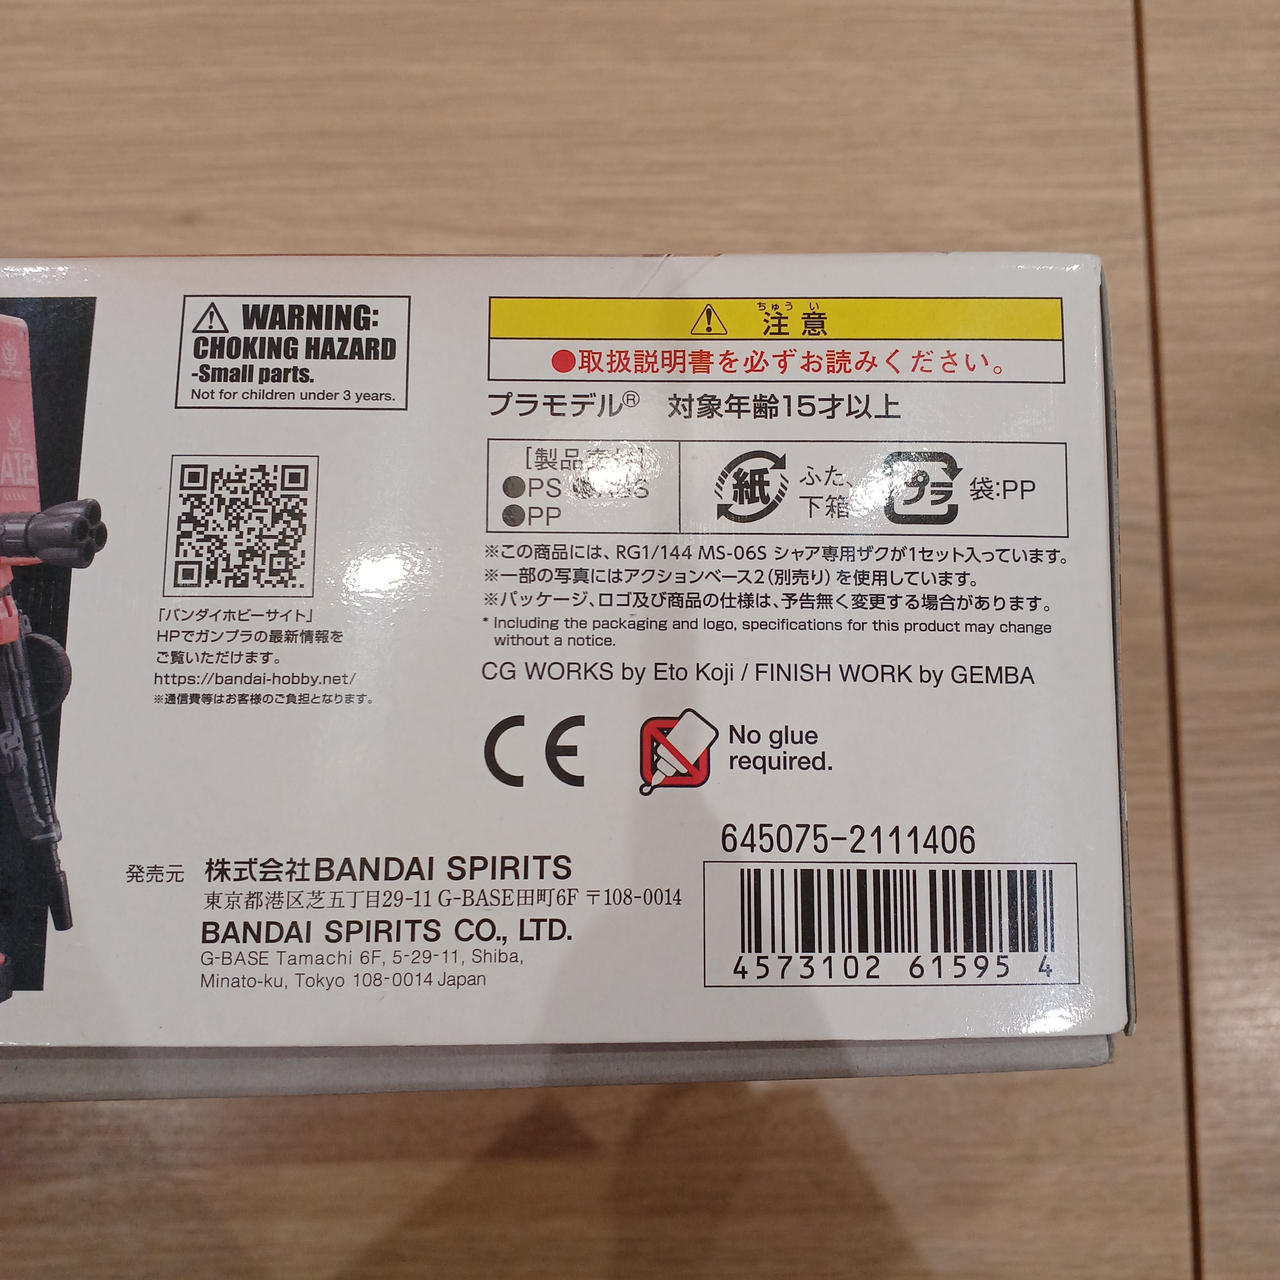 WARNING:
CHOKING HAZARD
-Small parts.
Not for children under 3 years.
「バンダイホビーサイト」
HPでガンプラの最新情報を
ご覧いただけます。
https://bandai-hobby.net/
※通信費等はお客様のご負担となります。
ちゅう い
注意
●取扱説明書を必ずお読みください。
プラモデル® 対象年齢15才以上
●PS ●ABS
●PP
紙 ふた、
下箱
プラ 袋:PP
※この商品には、RG1/144 MS-06S シャア専用ザクが1セット入っています。
※一部の写真にはアクションベース2(別売り)を使用しています。
※パッケージ、ロゴ及び商品の仕様は、予告無く変更する場合があります。
* Including the packaging and logo, specifications for this product may change
without a notice.
CG WORKS by Eto Koji / FINISH WORK by GEMBA
CE
No glue
required.
発売元 株式会社BANDAI SPIRITS
東京都港区芝五丁目29-11 G-BASE田町6F 〒108-0014
BANDAI SPIRITS CO., LTD.
G-BASE Tamachi 6F, 5-29-11, Shiba,
Minato-ku, Tokyo 108-0014 Japan
645075-2111406
4573102 61595 4